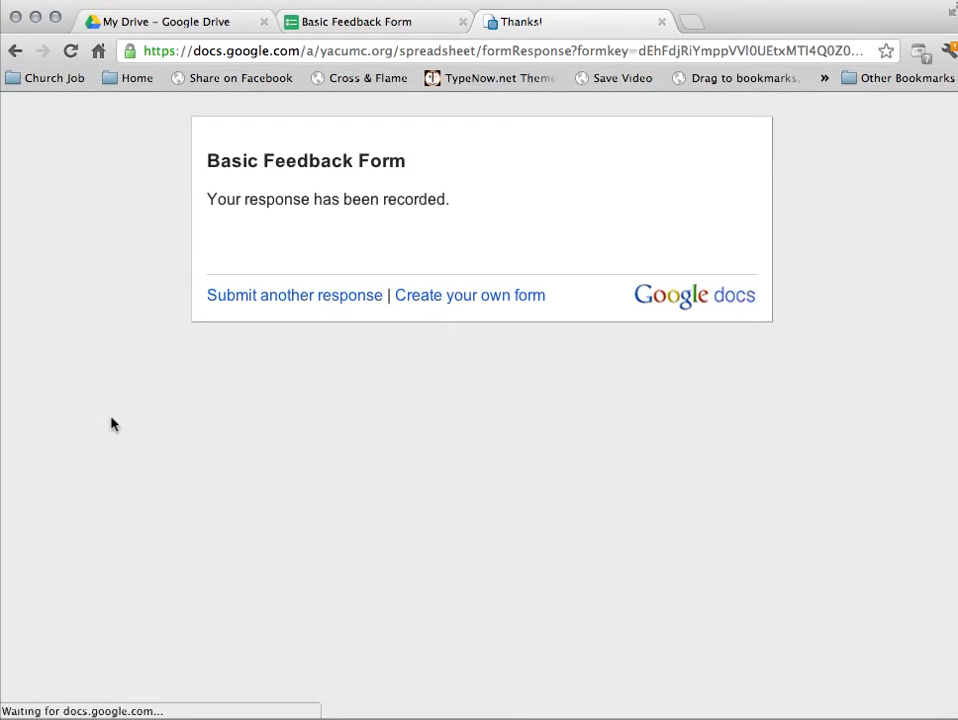 My Drive – Google Drive
Basic Feedback Form
Thanks!
https://docs.google.com/a/yacumc.org/spreadsheet/formResponse?formkey=dEhFdjRiYmppVVl0UEtxMTI4Q0Z0...
Church Job
Home
Share on Facebook
Cross & Flame
TypeNow.net Theme
Save Video
Drag to bookmarks,
»
Other Bookmarks
Basic Feedback Form
Your response has been recorded.
Submit another response | Create your own form
Google docs
Waiting for docs.google.com...